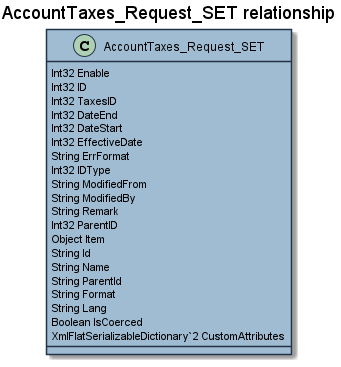 AccountTaxes_Request_SET relationship
C AccountTaxes_Request_SET
Int32 Enable
Int32 ID
Int32 TaxesID
Int32 DateEnd
Int32 DateStart
Int32 EffectiveDate
String ErrFormat
Int32 IDType
String ModifiedFrom
String ModifiedBy
String Remark
Int32 ParentID
Object Item
String Id
String Name
String ParentId
String Format
String Lang
Boolean IsCoerced
XmlFlatSerializableDictionary`2 CustomAttributes